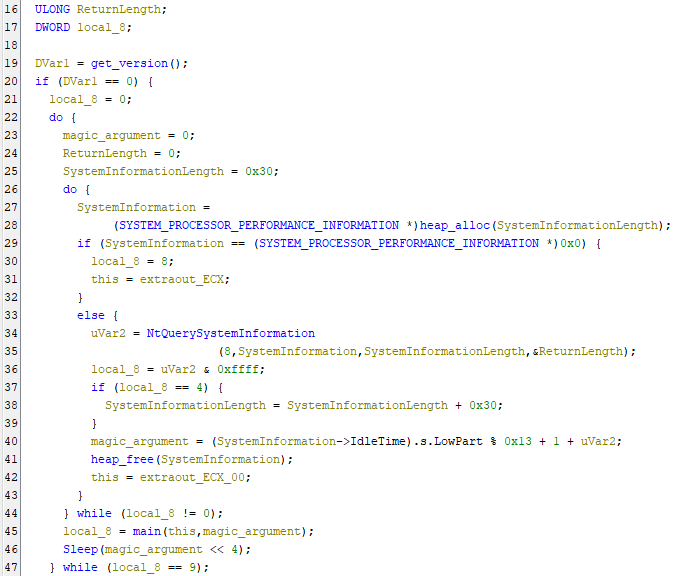 16 ULONG ReturnLength;
17 DWORD local_8;
18
19 DVar1 = get_version();
20 if (DVar1 == 0) {
21 local_8 = 0;
22 do {
23 magic_argument = 0;
24 ReturnLength = 0;
25 SystemInformationLength = 0x30;
26 do {
27 SystemInformation =
28 (SYSTEM_PROCESSOR_PERFORMANCE_INFORMATION *)heap_alloc(SystemInformationLength);
29 if (SystemInformation == (SYSTEM_PROCESSOR_PERFORMANCE_INFORMATION *)0x0) {
30 local_8 = 8;
31 this = extraout_ECX;
32 }
33 else {
34 uVar2 = NtQuerySystemInformation
35 (8,SystemInformation,SystemInformationLength,&ReturnLength);
36 local_8 = uVar2 & 0xffff;
37 if (local_8 == 4) {
38 SystemInformationLength = SystemInformationLength + 0x30;
39 }
40 magic_argument = (SystemInformation->IdleTime).s.LowPart % 0x13 + 1 + uVar2;
41 heap_free(SystemInformation);
42 this = extraout_ECX_00;
43 }
44 } while (local_8 != 0);
45 local_8 = main(this,magic_argument);
46 Sleep(magic_argument << 4);
47 } while (local_8 == 9);